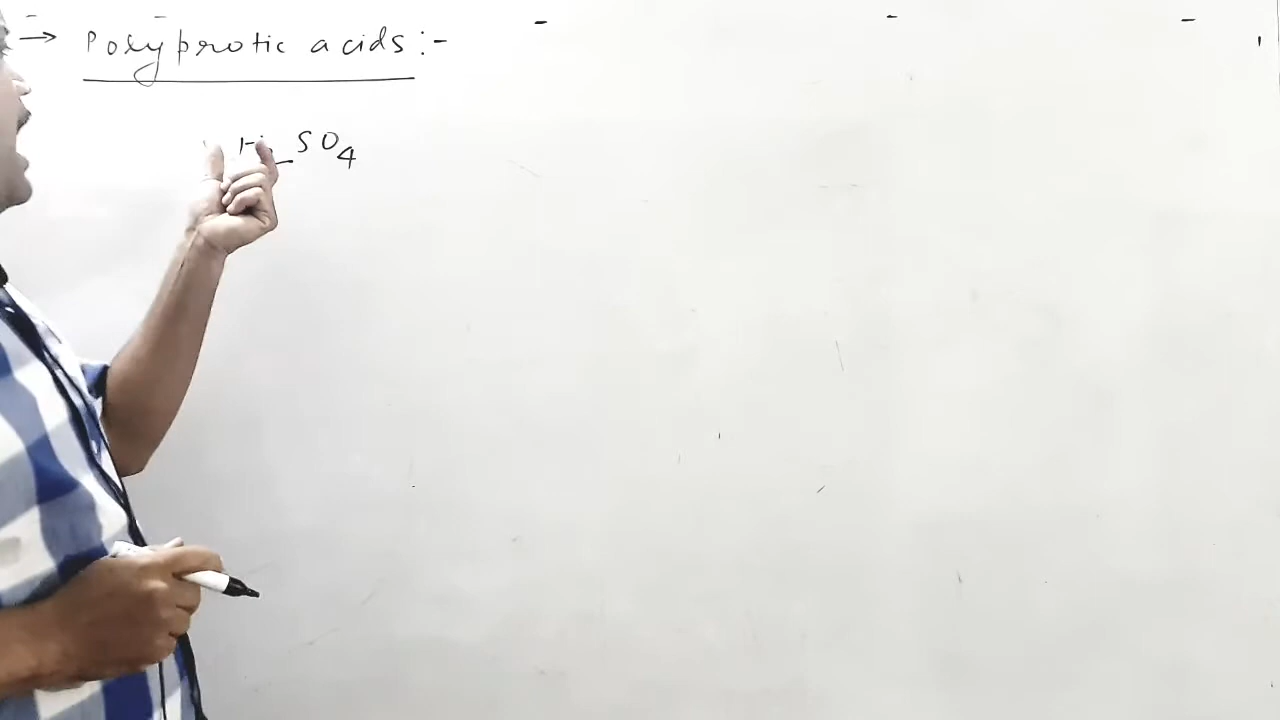 → Polyprotic acids :-
H2SO4